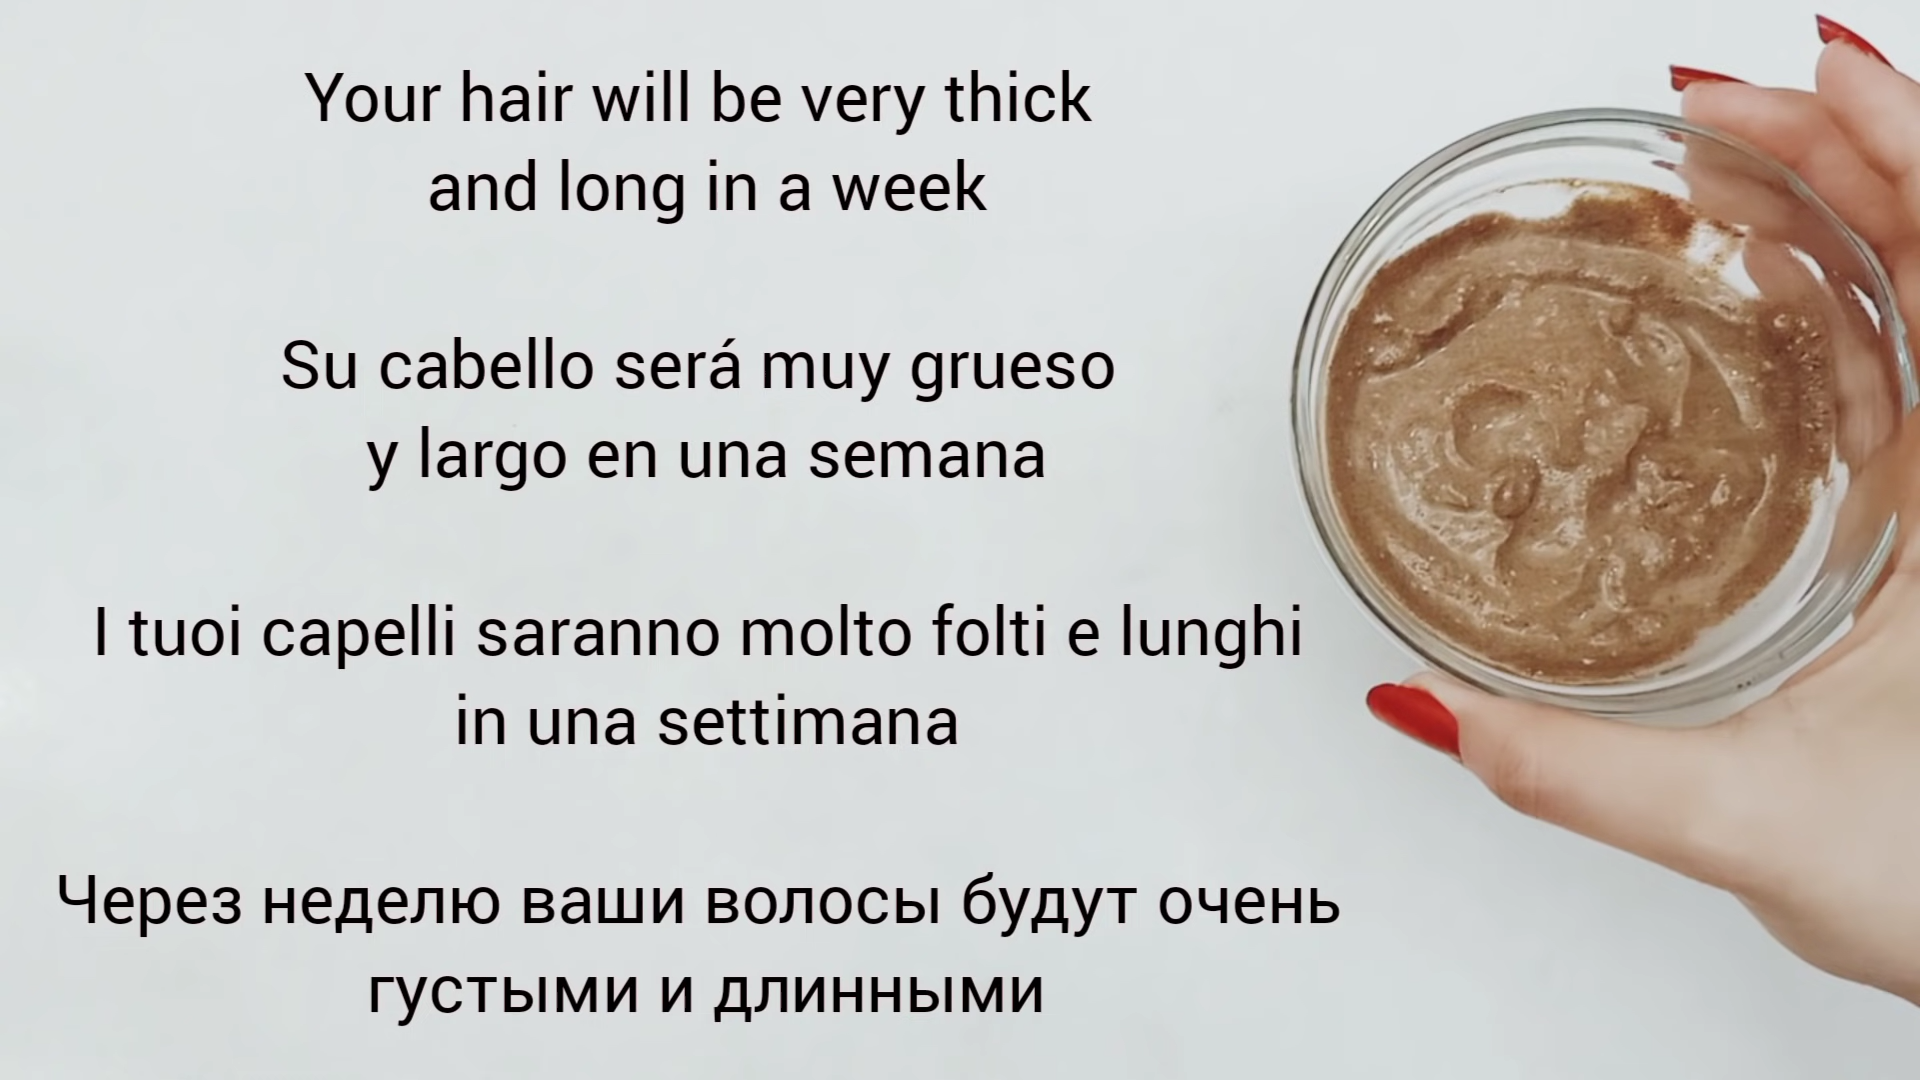 Your hair will be very thick
and long in a week
Su cabello será muy grueso
y largo en una semana
I tuoi capelli saranno molto folti e lunghi
in una settimana
Через неделю ваши волосы будут очень
густыми и длинными